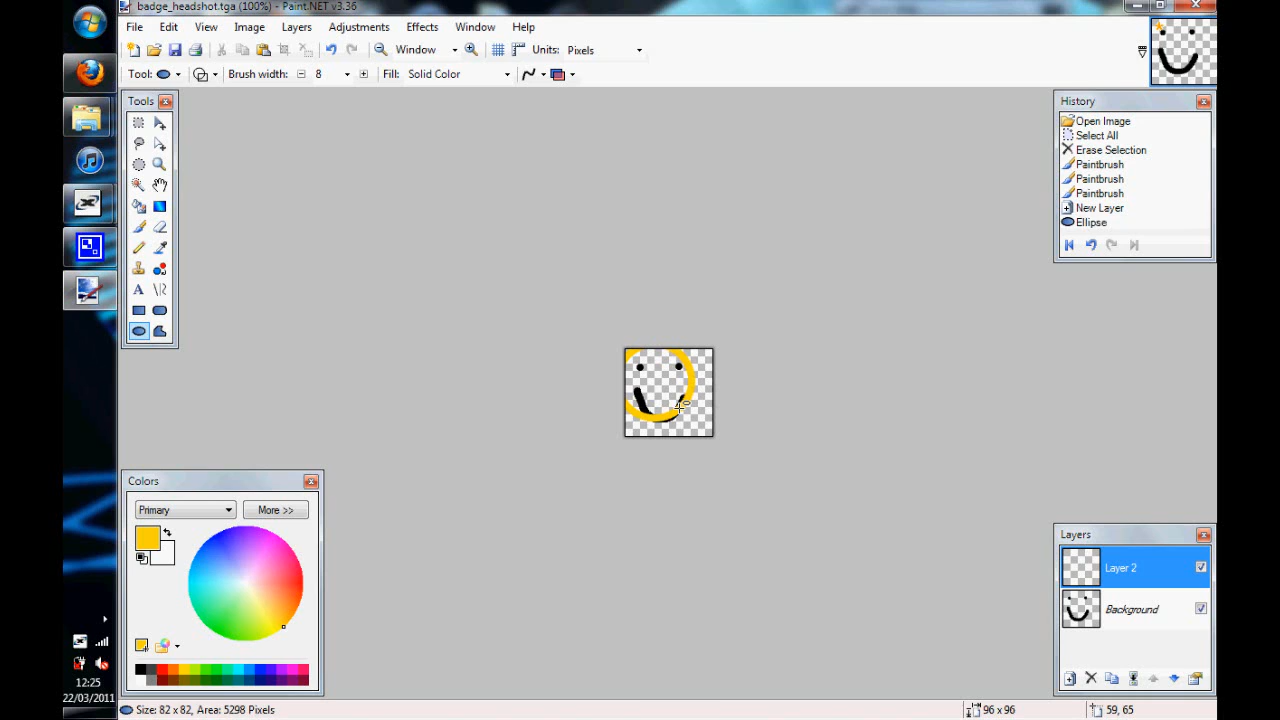 badge_headshot.tga (100%) - Paint.NET v3.36
File Edit View Image Layers Adjustments Effects Window Help
Window Units: Pixels
Tool: Brush width: 8 Fill: Solid Color
Tools
History
Open Image
Select All
Erase Selection
Paintbrush
Paintbrush
Paintbrush
New Layer
Ellipse
A
Colors
Primary More >>
Layers
Layer 2
Background
12:25
22/03/2011
Size: 82 x 82, Area: 5298 Pixels 96 x 96 59, 65